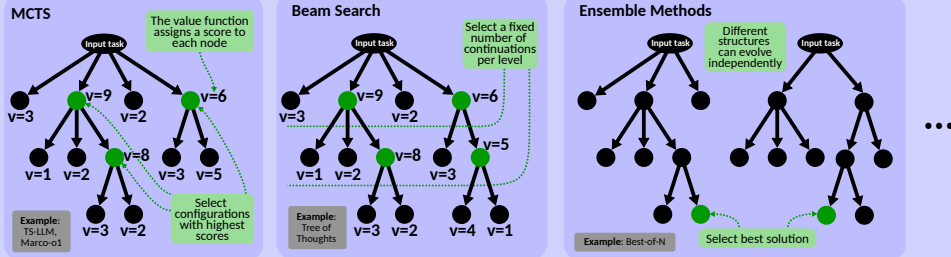 MCTS
The value function
assigns a score to
each node
Input task
v=3
v=9
v=2
v=6
v=1
v=2
v=8
v=3
v=5
v=3
v=2
Select
configurations
with highest
scores
Example:
TS-LLM,
Marco-o1
Beam Search
Select a fixed
number of
continuations
per level
Input task
v=3
v=9
v=2
v=6
v=1
v=2
v=8
v=3
v=5
v=3
v=2
v=4
v=1
Example:
Tree of
Thoughts
Ensemble Methods
Input task
Different
structures
can evolve
independently
Input task
Select best solution
Example: Best-of-N